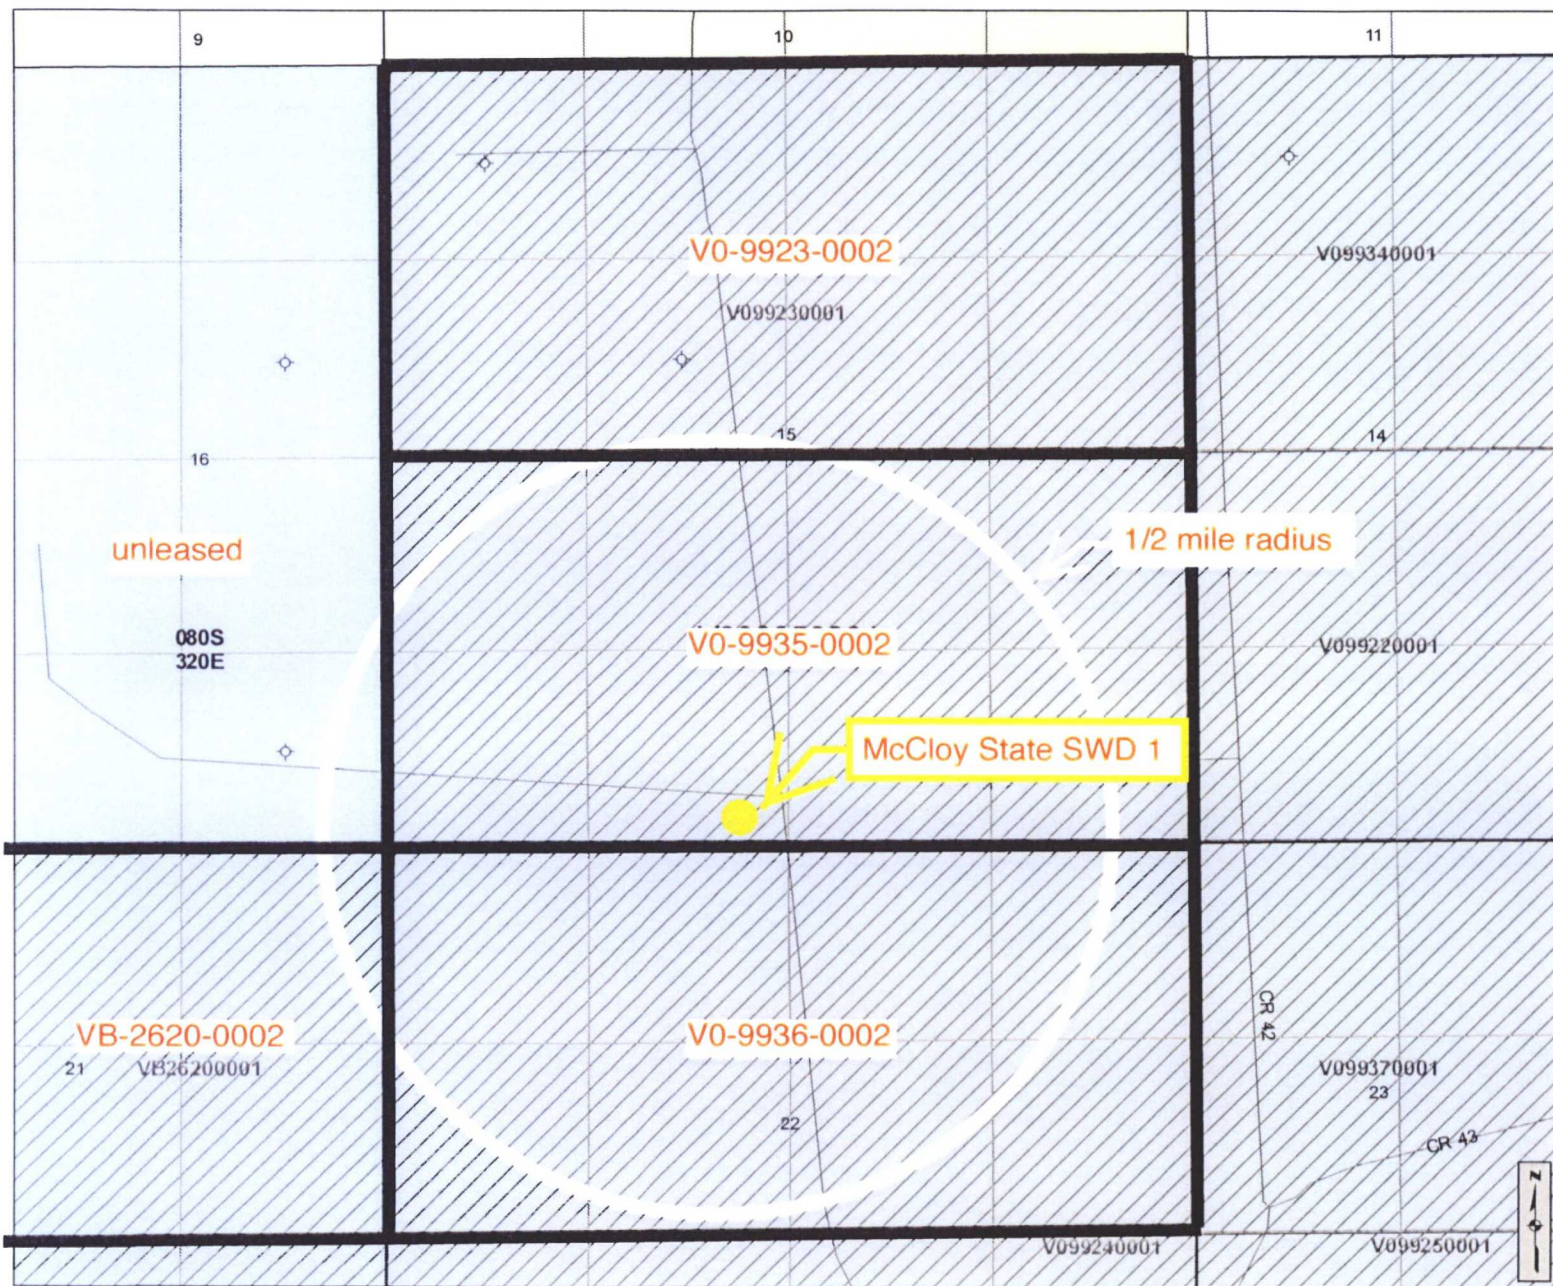 9
10
11
V0-9923-0002
V099230001
V099340001
15
14
16
unleased
1/2 mile radius
080S
320E
V0-9935-0002
V099220001
McCloy State SWD 1
CR 42
VB-2620-0002
21
VB26200001
V0-9936-0002
V099370001
23
22
CR 43
N
V099240001
V099250001